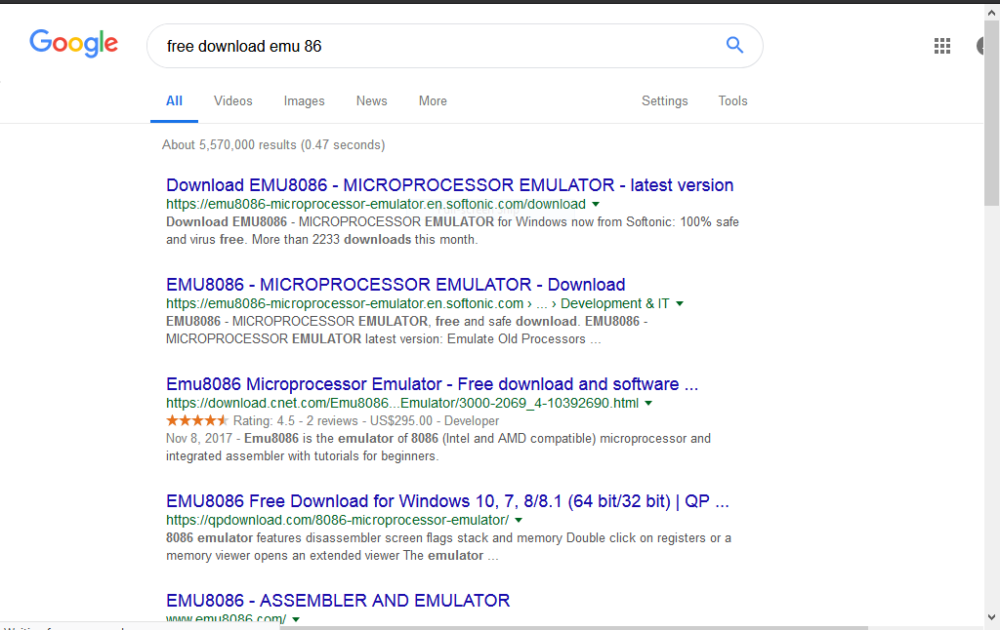 Google
free download emu 86
All Videos Images News More Settings Tools
About 5,570,000 results (0.47 seconds)
Download EMU8086 - MICROPROCESSOR EMULATOR - latest version
https://emu8086-microprocessor-emulator.en.softonic.com/download
Download EMU8086 - MICROPROCESSOR EMULATOR for Windows now from Softonic: 100% safe
and virus free. More than 2233 downloads this month.
EMU8086 - MICROPROCESSOR EMULATOR - Download
https://emu8086-microprocessor-emulator.en.softonic.com › ... › Development & IT
EMU8086 - MICROPROCESSOR EMULATOR, free and safe download. EMU8086 -
MICROPROCESSOR EMULATOR latest version: Emulate Old Processors ...
Emu8086 Microprocessor Emulator - Free download and software ...
https://download.cnet.com/Emu8086...Emulator/3000-2069_4-10392690.html
Rating: 4.5 - 2 reviews - US$295.00 - Developer
Nov 8, 2017 - Emu8086 is the emulator of 8086 (Intel and AMD compatible) microprocessor and
integrated assembler with tutorials for beginners.
EMU8086 Free Download for Windows 10, 7, 8/8.1 (64 bit/32 bit) | QP ...
https://qpdownload.com/8086-microprocessor-emulator/
8086 emulator features disassembler screen flags stack and memory Double click on registers or a
memory viewer opens an extended viewer The emulator ...
EMU8086 - ASSEMBLER AND EMULATOR
www.emu8086.com/